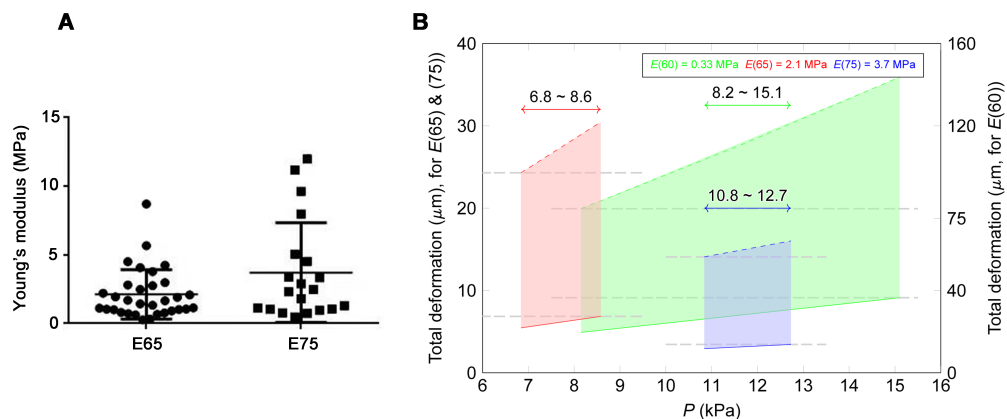 A
Young's modulus (MPa)
15
10
5
0
E65
E75
B
Total deformation (μm), for E(65) & (75))
40
30
20
10
0
E(60) = 0.33 MPa E(65) = 2.1 MPa E(75) = 3.7 MPa
6.8 ~ 8.6
8.2 ~ 15.1
10.8 ~ 12.7
160
120
75
40
0
Total deformation (μm, for E(60))
6 7 8 9 10 11 12 13 14 15 16
P (kPa)